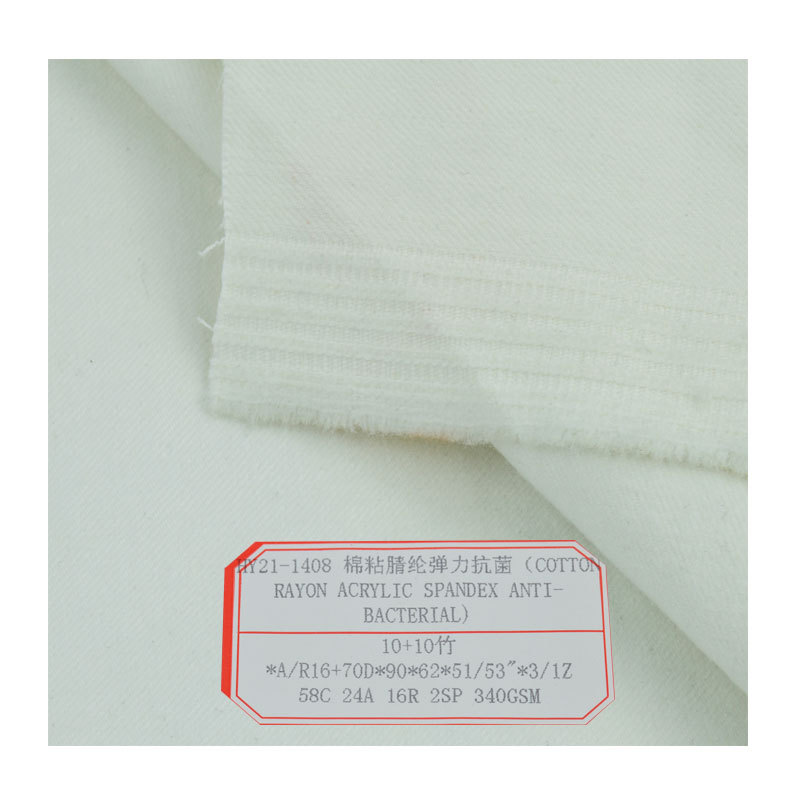 HY21-1408 棉粘腈纶弹力抗菌 (COTTON
RAYON ACRYLIC SPANDEX ANTI-
BACTERIAL)
10+10竹
*A/R16+70D*90*62*51/53"*3/1Z
58C 24A 16R 2SP 340GSM